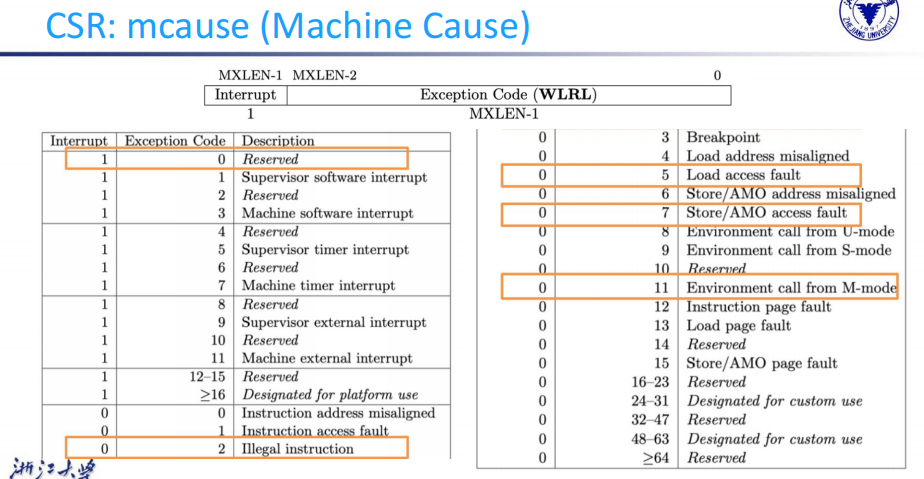 CSR: mcause (Machine Cause)
ZHEJIANG UNIVERSITY
MXLEN-1 MXLEN-2 0
Interrupt Exception Code (WLRL)
1 MXLEN-1
Interrupt Exception Code Description
1 0 Reserved
1 1 Supervisor software interrupt
1 2 Reserved
1 3 Machine software interrupt
1 4 Reserved
1 5 Supervisor timer interrupt
1 6 Reserved
1 7 Machine timer interrupt
1 8 Reserved
1 9 Supervisor external interrupt
1 10 Reserved
1 11 Machine external interrupt
1 12–15 Reserved
1 ≥16 Designated for platform use
0 0 Instruction address misaligned
0 1 Instruction access fault
0 2 Illegal instruction
0 3 Breakpoint
0 4 Load address misaligned
0 5 Load access fault
0 6 Store/AMO address misaligned
0 7 Store/AMO access fault
0 8 Environment call from U-mode
0 9 Environment call from S-mode
0 10 Reserved
0 11 Environment call from M-mode
0 12 Instruction page fault
0 13 Load page fault
0 14 Reserved
0 15 Store/AMO page fault
0 16–23 Reserved
0 24–31 Designated for custom use
0 32–47 Reserved
0 48–63 Designated for custom use
0 ≥64 Reserved
浙江大学